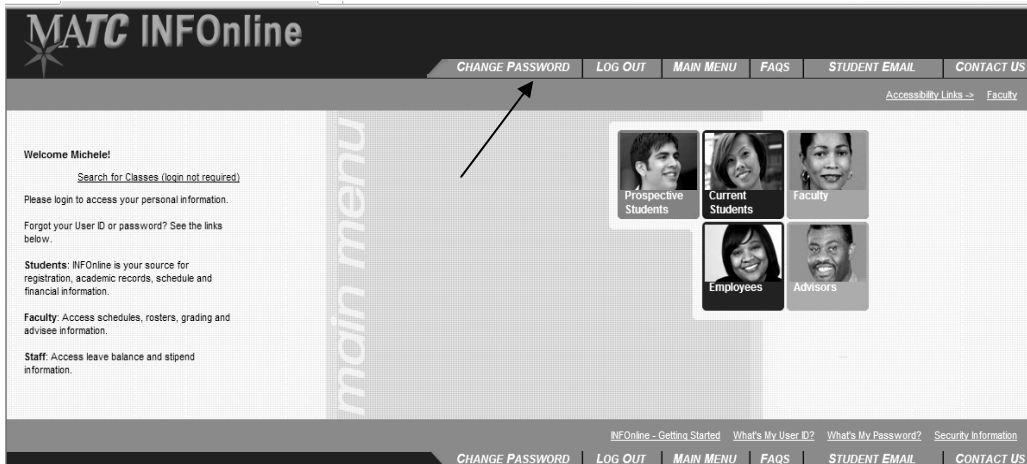 MATC INFOnline
CHANGE PASSWORD LOG OUT MAIN MENU FAQS STUDENT EMAIL CONTACT US
Accessibility Links -> Faculty
Welcome Michele!
Search for Classes (login not required)
Please login to access your personal information.
Forgot your User ID or password? See the links
below.
Students: INFOnline is your source for
registration, academic records, schedule and
financial information.
Faculty: Access schedules, rosters, grading and
advisee information.
Staff: Access leave balance and stipend
information.
main menu
Prospective
Students
Current
Students
Faculty
Employees
Advisors
INFOnline - Getting Started What's My User ID? What's My Password? Security Information
CHANGE PASSWORD LOG OUT MAIN MENU FAQS STUDENT EMAIL CONTACT US